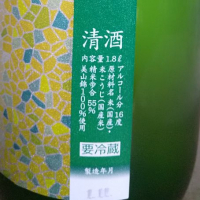 清酒
アルコール分 16度
原材料名 米(国産)
米こうじ(国産米)
精米歩合 55%
美山錦100%使用
内容量 1.8ℓ
要冷蔵
製造年月